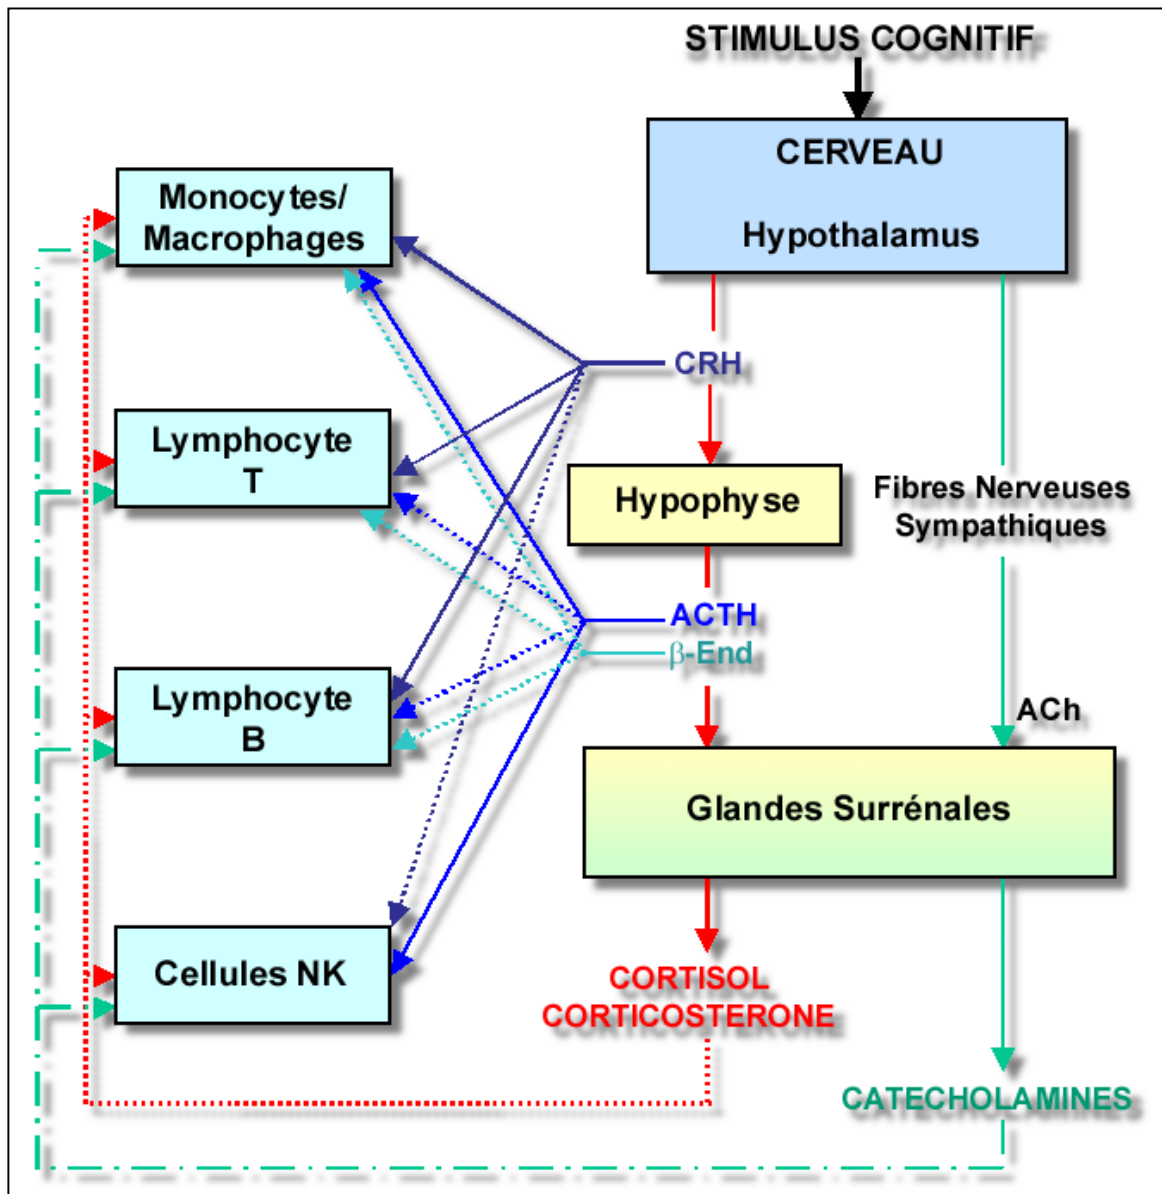 STIMULUS COGNITIF
CERVEAU
Hypothalamus
Monocytes/
Macrophages
CRH
Lymphocyte
T
Hypophyse
Fibres Nerveuses
Sympathiques
ACTH
β-End
Lymphocyte
B
ACh
Glandes Surrénales
Cellules NK
CORTISOL
CORTICOSTERONE
CATECHOLAMINES